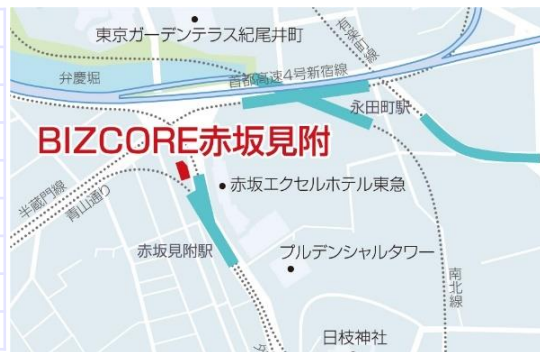 東京ガーデンテラス紀尾井町
有楽町線
弁慶堀
首都高速4号新宿線
永田町駅
BIZCORE赤坂見附
赤坂エクセルホテル東急
半蔵門線
青山通り
赤坂見附駅
プルデンシャルタワー
南北線
日枝神社